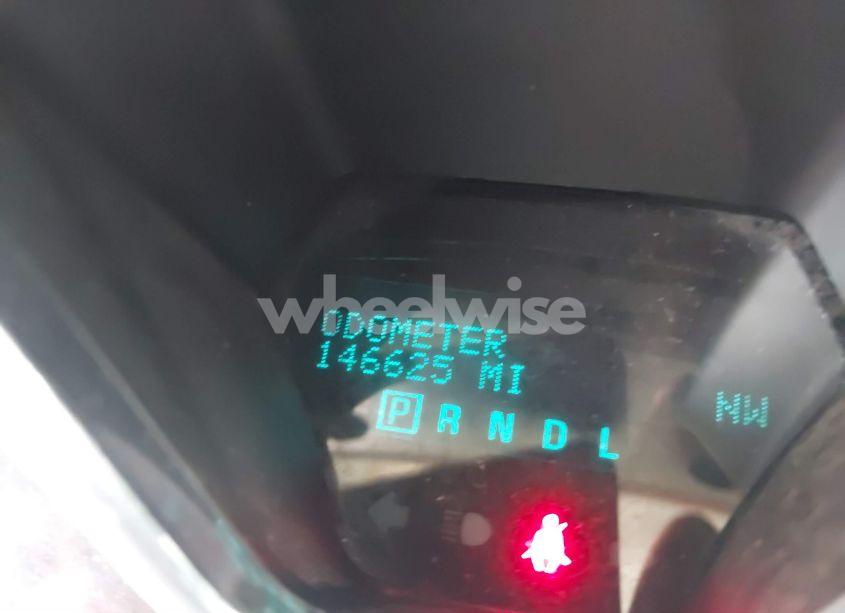 wheelwise
ODOMETER
146625 MI
P R N D L
NW